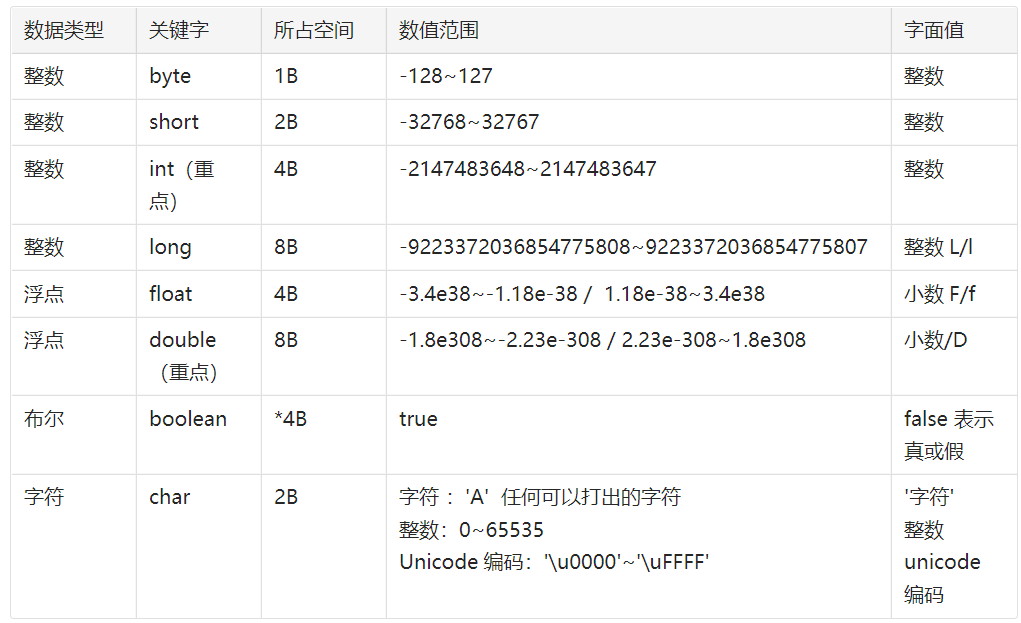 数据类型 关键字 所占空间 数值范围 字面值
整数 byte 1B -128~127 整数
整数 short 2B -32768~32767 整数
整数 int（重 4B -2147483648~2147483647 整数
点）
整数 long 8B -9223372036854775808~9223372036854775807 整数 L/l
浮点 float 4B -3.4e38~-1.18e-38 / 1.18e-38~3.4e38 小数 F/f
浮点 double 8B -1.8e308~-2.23e-308 / 2.23e-308~1.8e308 小数/D
（重点）
布尔 boolean *4B true false 表示
真或假
字符 char 2B 字符： 'A' 任何可以打出的字符 '字符'
整数：0~65535 整数
Unicode 编码：'\u0000'~'\uFFFF' unicode
编码